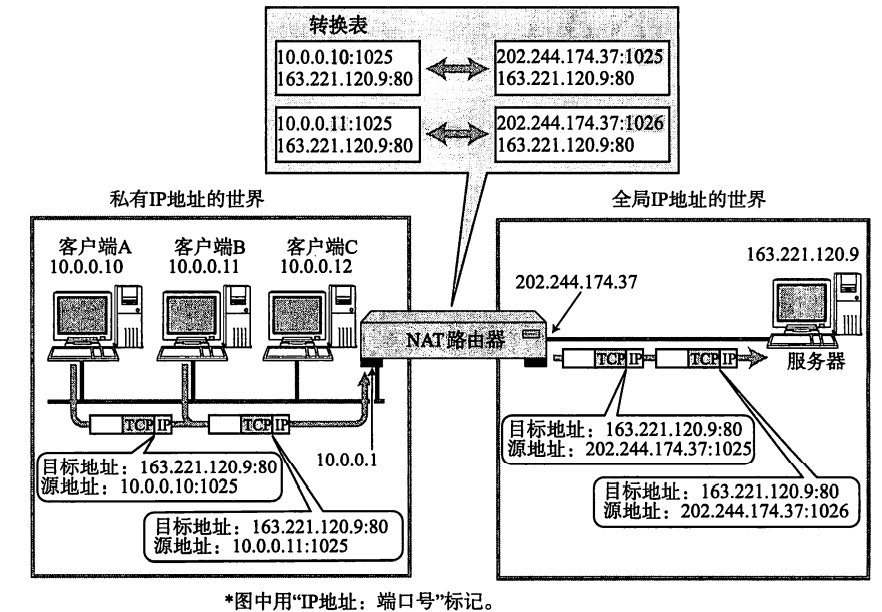 转换表
10.0.0.10:1025
163.221.120.9:80
202.244.174.37:1025
163.221.120.9:80
10.0.0.11:1025
163.221.120.9:80
202.244.174.37:1026
163.221.120.9:80
私有IP地址的世界
全局IP地址的世界
客户端A
10.0.0.10
客户端B
10.0.0.11
客户端C
10.0.0.12
NAT路由器
202.244.174.37
163.221.120.9
服务器
TCP IP
TCP IP
TCP IP
TCP IP
10.0.0.1
目标地址：163.221.120.9:80
源地址：10.0.0.10:1025
目标地址：163.221.120.9:80
源地址：10.0.0.11:1025
目标地址：163.221.120.9:80
源地址：202.244.174.37:1025
目标地址：163.221.120.9:80
源地址：202.244.174.37:1026
*图中用“IP地址：端口号”标记。